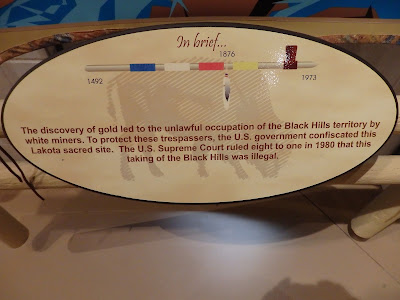 In brief...
1876
1492
1973
The discovery of gold led to the unlawful occupation of the Black Hills territory by
white miners. To protect these trespassers, the U.S. government confiscated this
Lakota sacred site. The U.S. Supreme Court ruled eight to one in 1980 that this
taking of the Black Hills was illegal.